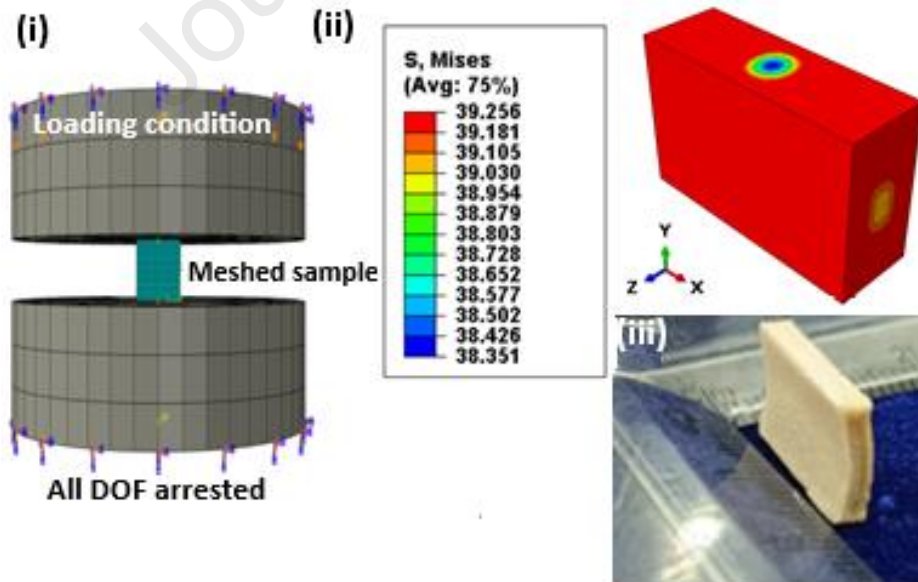 (i)
Loading condition
Meshed sample
All DOF arrested
(ii)
S, Mises
(Avg: 75%)
39.256
39.181
39.105
39.030
38.954
38.879
38.803
38.728
38.652
38.577
38.502
38.426
38.351
Y
Z
X
(iii)